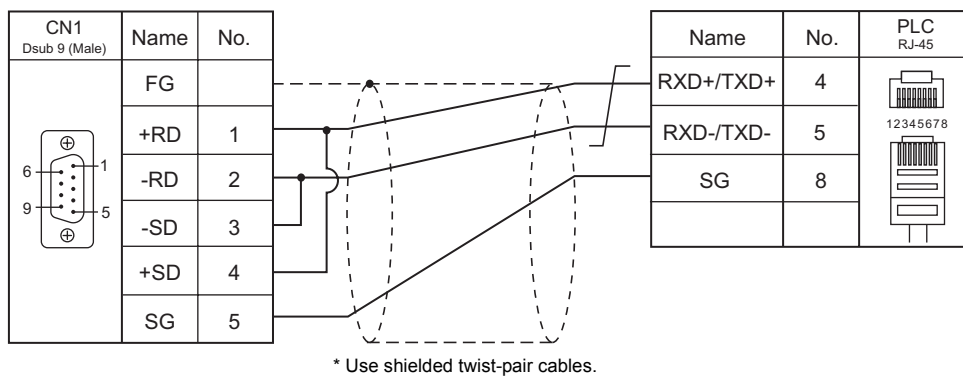 CN1
Dsub 9 (Male)
Name No.
FG
+RD 1
-RD 2
-SD 3
+SD 4
SG 5
6 1
9 5
Name No.
PLC
RJ-45
RXD+/TXD+ 4
RXD-/TXD- 5
SG 8
12345678
* Use shielded twist-pair cables.